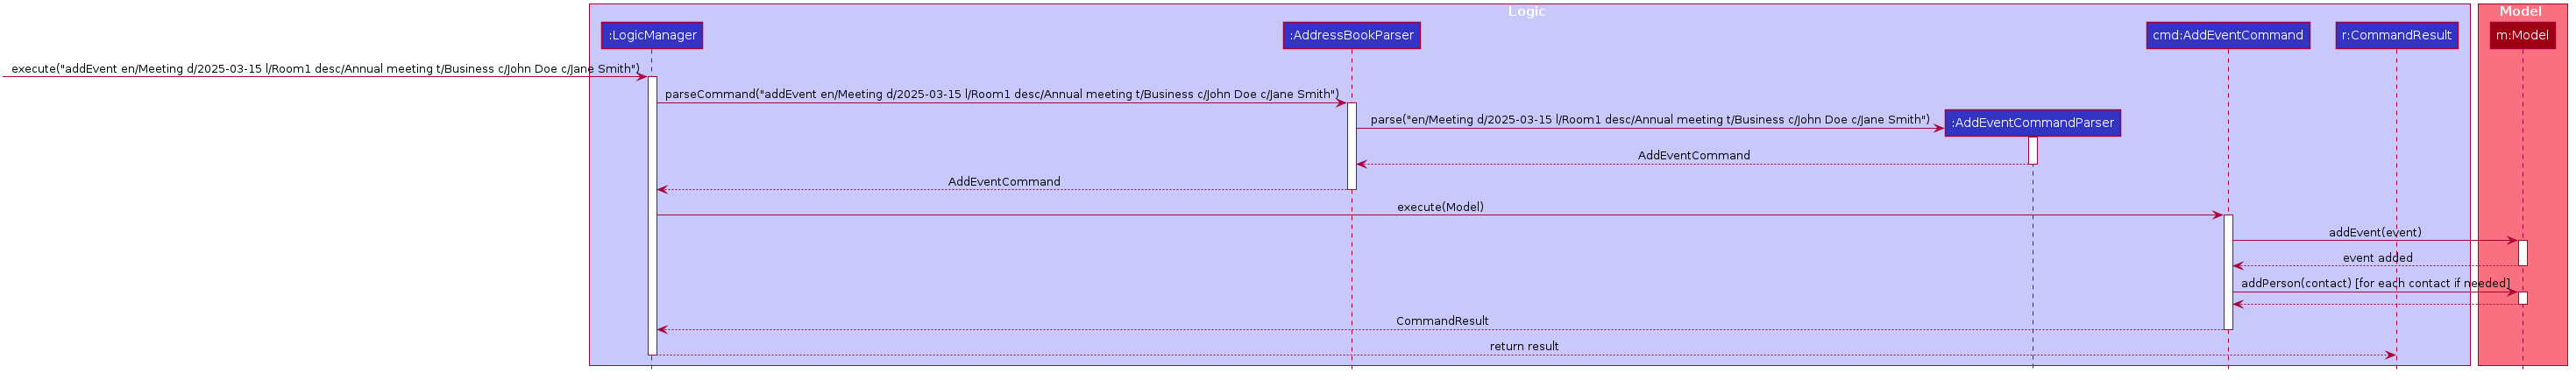 Logic
Model
:LogicManager
:AddressBookParser
cmd:AddEventCommand
r:CommandResult
m:Model
execute("addEvent en/Meeting d/2025-03-15 l/Room1 desc/Annual meeting t/Business c/John Doe c/Jane Smith")
parseCommand("addEvent en/Meeting d/2025-03-15 l/Room1 desc/Annual meeting t/Business c/John Doe c/Jane Smith")
parse("en/Meeting d/2025-03-15 l/Room1 desc/Annual meeting t/Business c/John Doe c/Jane Smith")
:AddEventCommandParser
AddEventCommand
AddEventCommand
execute(Model)
addEvent(event)
event added
addPerson(contact) [for each contact if needed]
CommandResult
return result